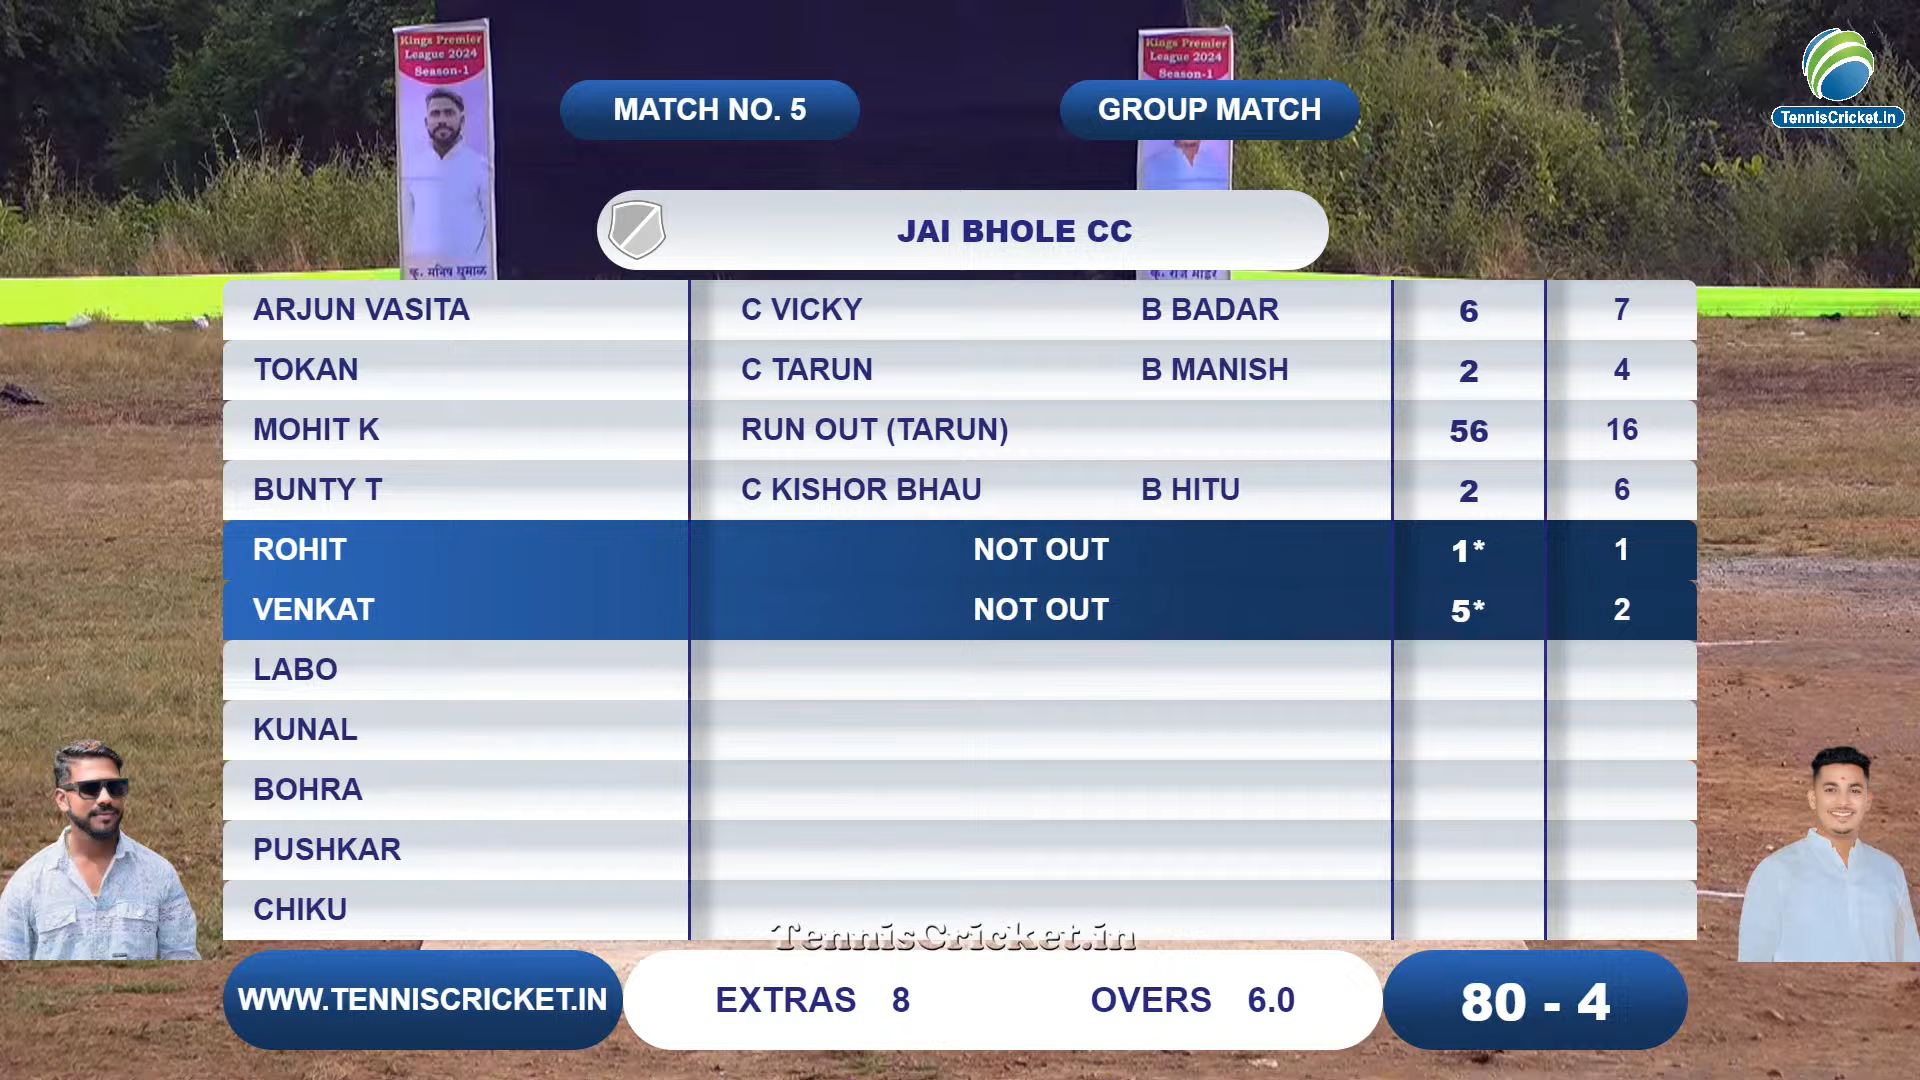 Kings Premier
League 2024
Season-1
Kings Premier
League 2024
Season-1
TennisCricket.in
MATCH NO. 5
GROUP MATCH
JAI BHOLE CC
कृ. मनिष घुमाळ
ARJUN VASITA C VICKY B BADAR 6 7
TOKAN C TARUN B MANISH 2 4
MOHIT K RUN OUT (TARUN) 56 16
BUNTY T C KISHOR BHAU B HITU 2 6
ROHIT NOT OUT 1* 1
VENKAT NOT OUT 5* 2
LABO
KUNAL
BOHRA
PUSHKAR
CHIKU
TennisCricket.in
WWW.TENNISCRICKET.IN EXTRAS 8 OVERS 6.0 80 - 4